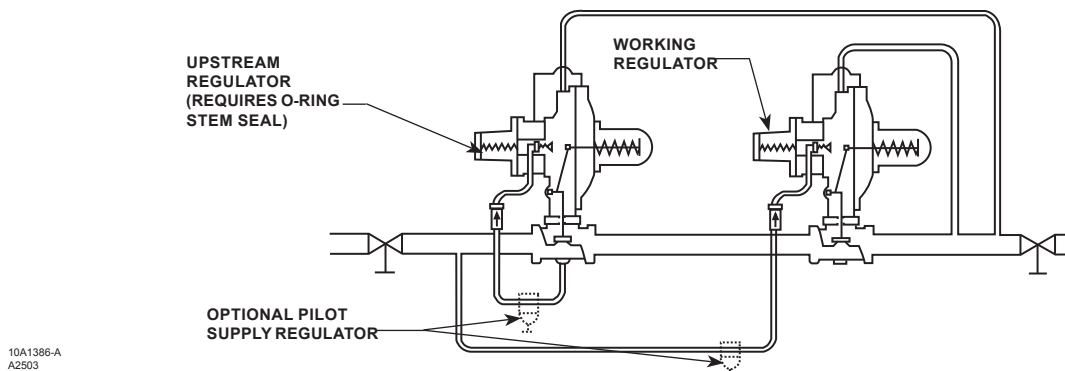 UPSTREAM
REGULATOR
(REQUIRES O-RING
STEM SEAL)
WORKING
REGULATOR
OPTIONAL PILOT
SUPPLY REGULATOR
10A1386-A
A2503